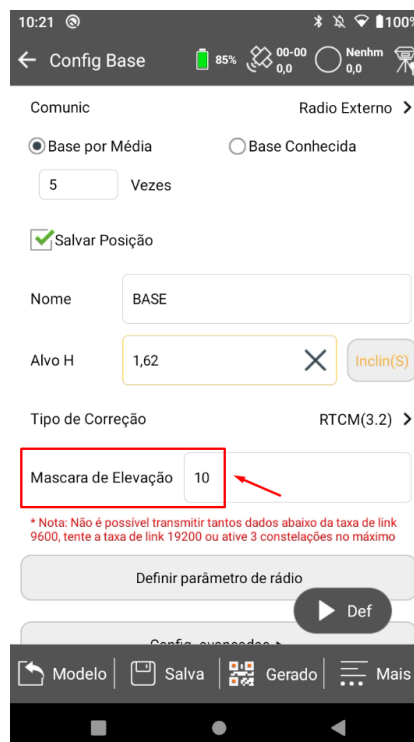 10:21 100%
Config Base 85% 00-00 0,0 Nenhm 0,0
Comunic Radio Externo >
Base por Média Base Conhecida
5 Vezes
Salvar Posição
Nome BASE
Alvo H 1,62 Inclin(S)
Tipo de Correção RTCM(3.2) >
Mascara de Elevação 10
* Nota: Não é possível transmitir tantos dados abaixo da taxa de link
9600, tente a taxa de link 19200 ou ative 3 constelações no máximo
Definir parâmetro de rádio
Def
Config. avançadas
Modelo Salva Gerado Mais